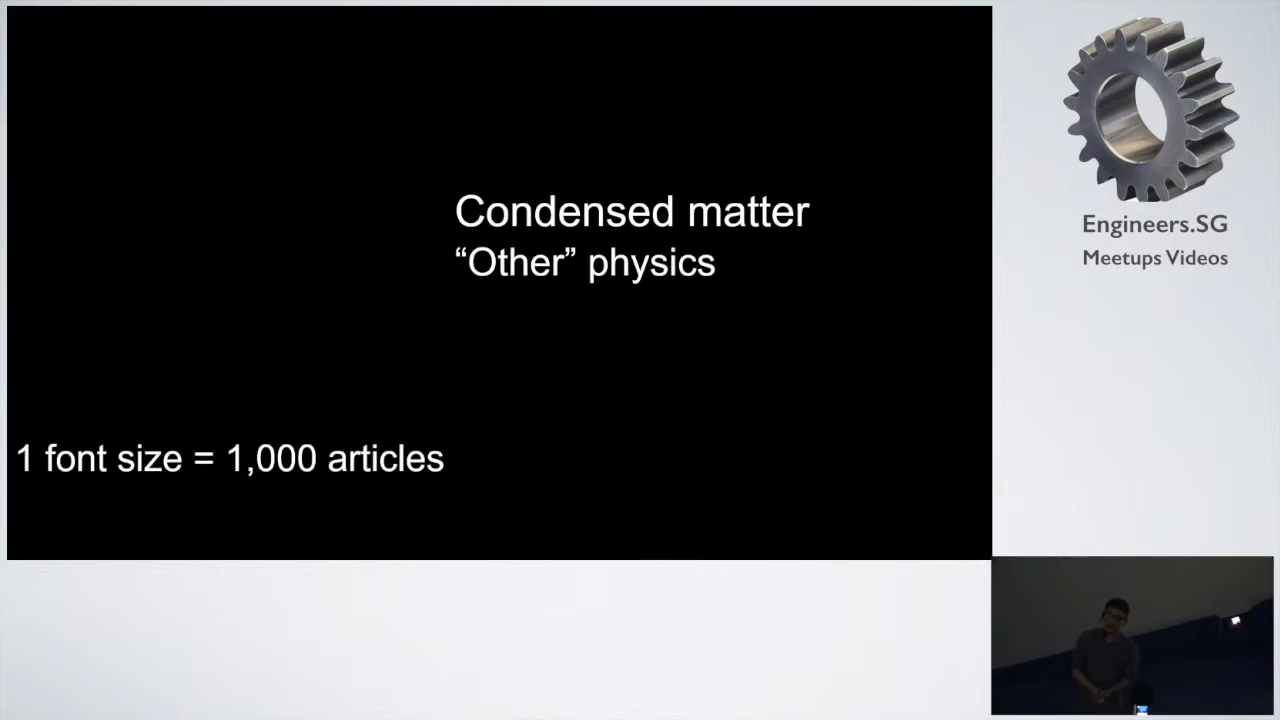 Condensed matter
“Other” physics
1 font size = 1,000 articles
Engineers.SG
Meetups Videos